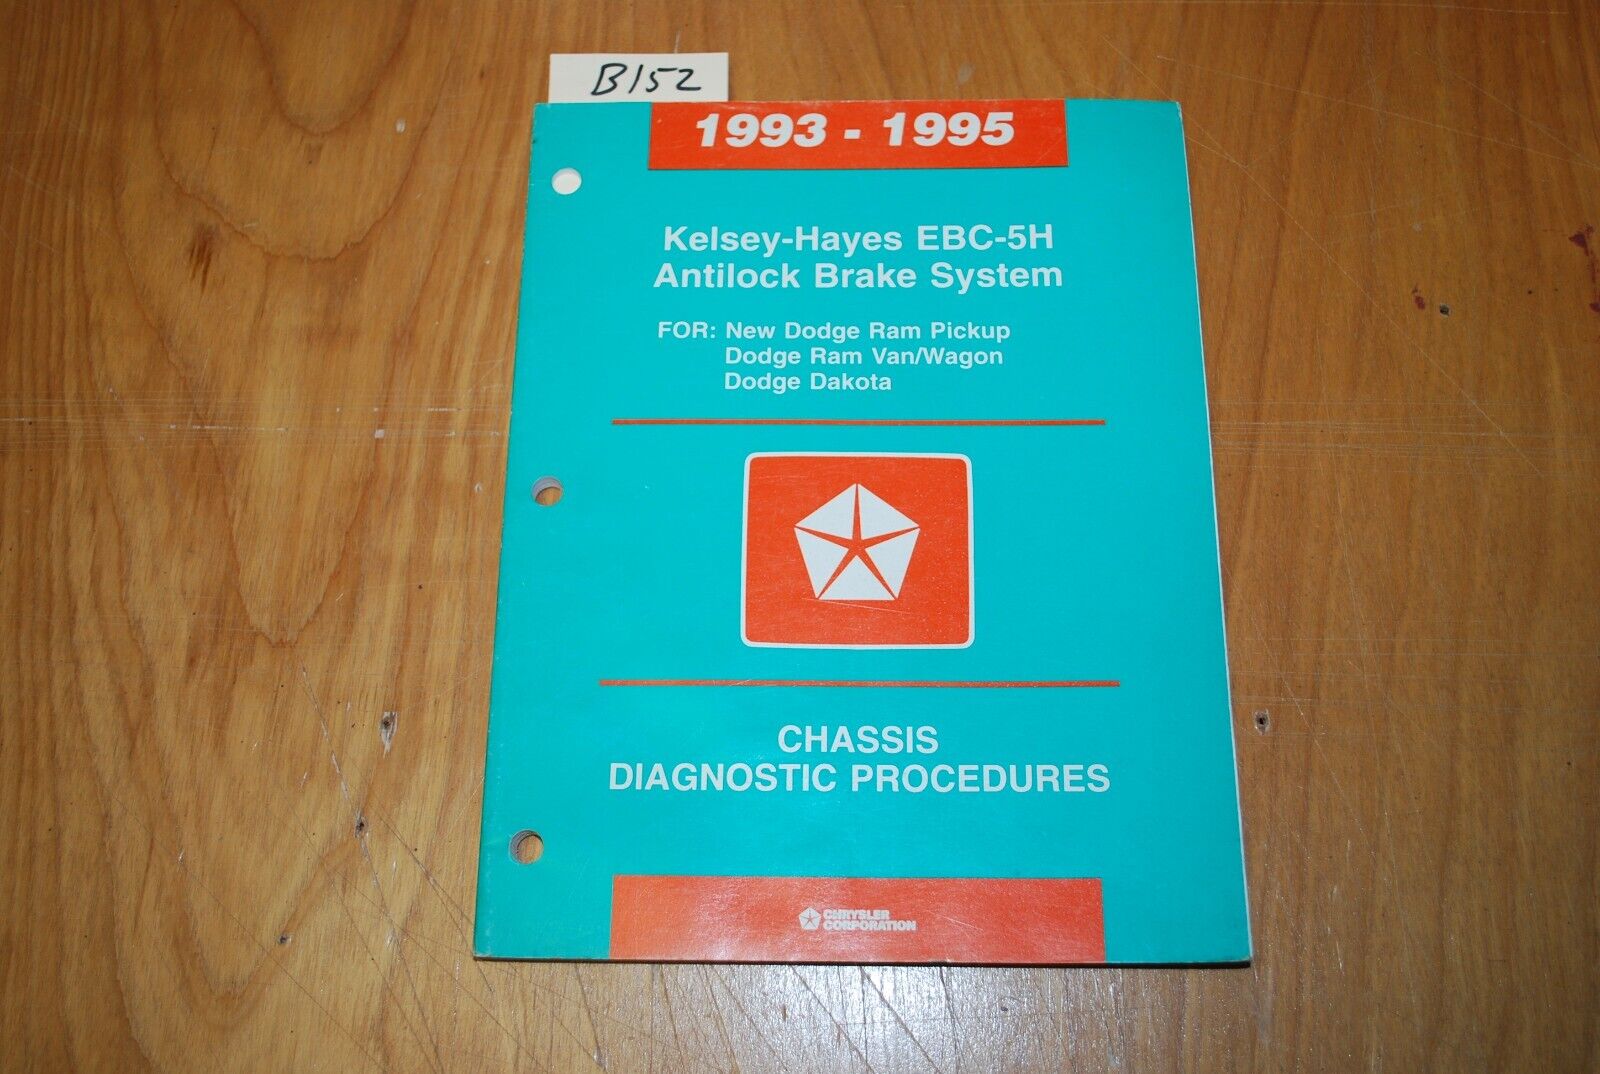 B152
1993 - 1995
Kelsey-Hayes EBC-5H
Antilock Brake System
FOR: New Dodge Ram Pickup
Dodge Ram Van/Wagon
Dodge Dakota
CHASSIS
DIAGNOSTIC PROCEDURES
CHRYSLER
CORPORATION